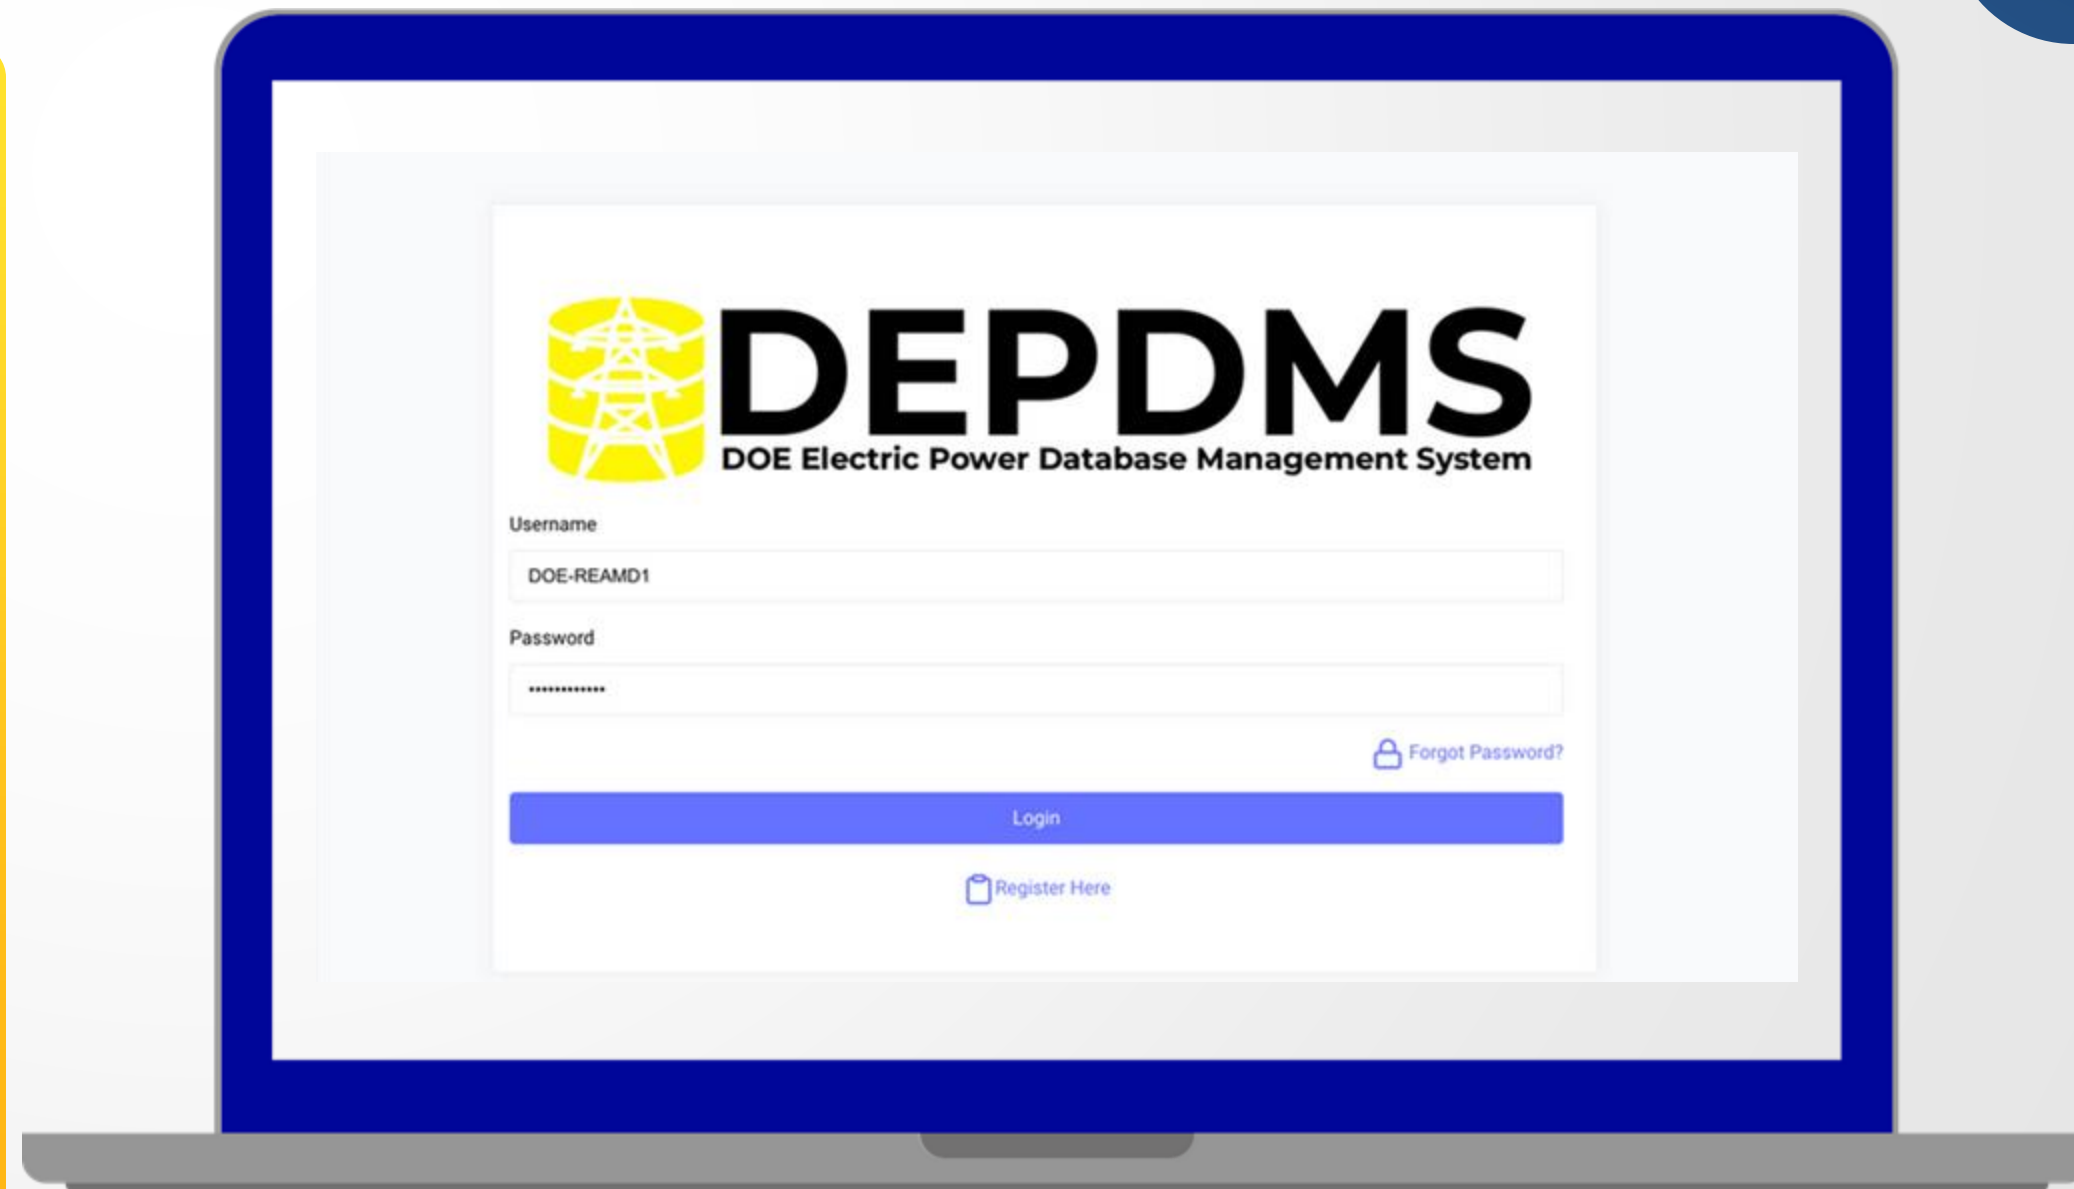 DEPDMS
DOE Electric Power Database Management System
Username
DOE-REAMD1
Password
••••••••••••
Forgot Password?
Login
Register Here